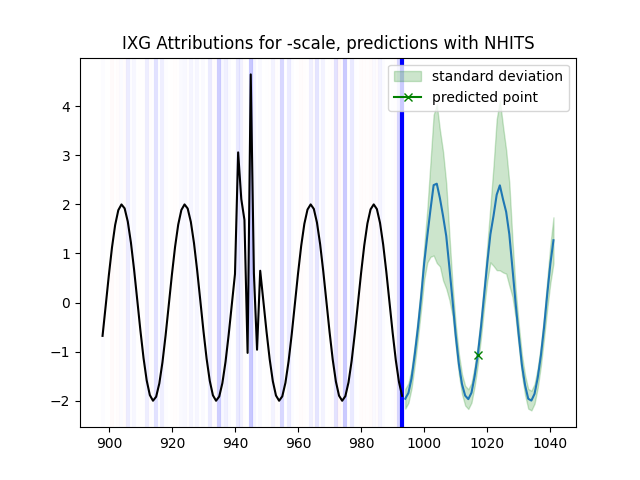 IXG Attributions for -scale, predictions with NHITS
standard deviation
predicted point
4
3
2
1
0
−1
−2
900 920 940 960 980 1000 1020 1040